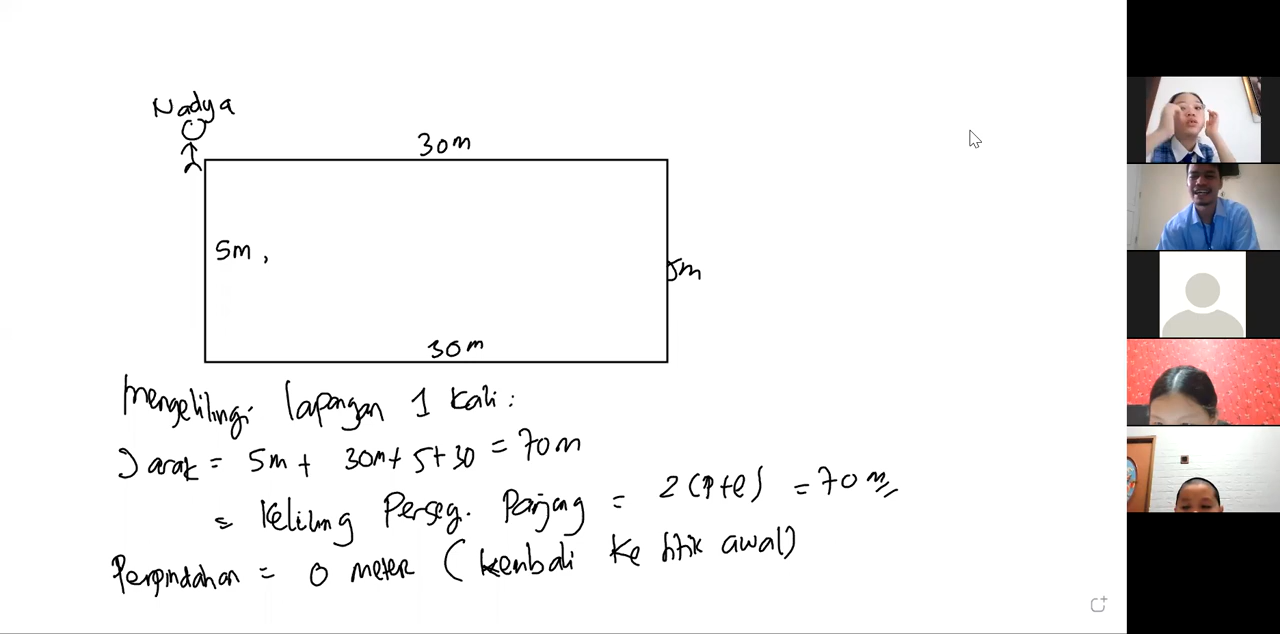 Nadya
30m
5m,
5m
30m
Mengelilingi lapangan 1 kali :
Jarak = 5m + 30m + 5 + 30 = 70m
= Keliling Perseg. Panjang = 2(P+l) = 70 m
Perpindahan = 0 meter (kembali ke titik awal)